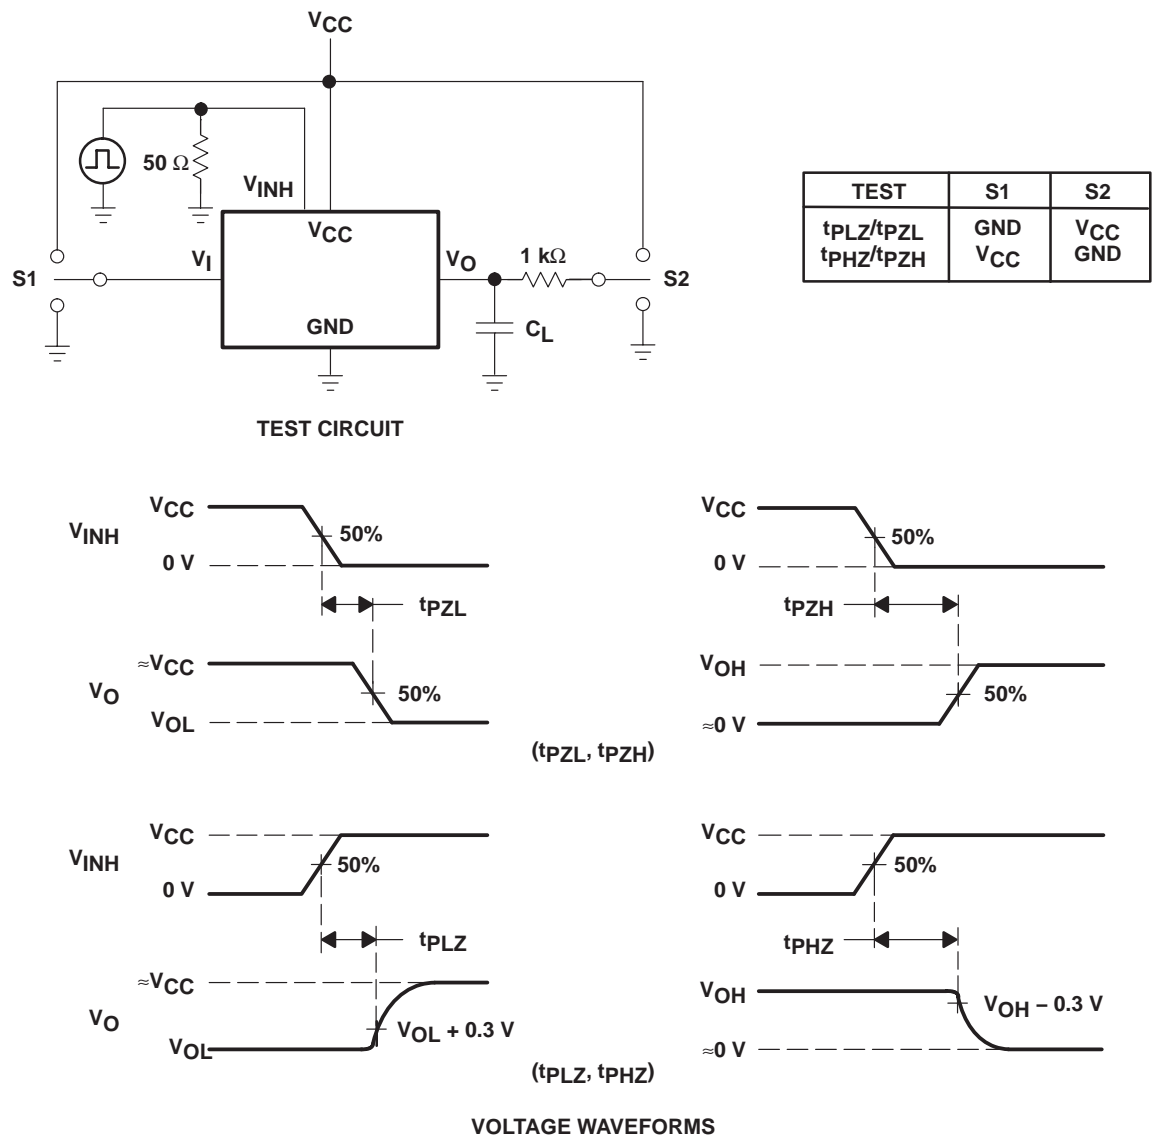 VCC
50 Ω
VINH
VCC
VI
VO
1 kΩ
S1
S2
GND
CL
TEST CIRCUIT
TEST S1 S2
tPLZ/tPZL GND VCC
tPHZ/tPZH VCC GND
VINH
VCC
50%
0 V
tPZL
VO
≈VCC
50%
VOL
VCC
50%
0 V
tPZH
VOH
50%
≈0 V
(tPZL, tPZH)
VINH
VCC
50%
0 V
tPLZ
VO
≈VCC
VOL + 0.3 V
VOL
VCC
50%
0 V
tPHZ
VOH
VOH – 0.3 V
≈0 V
(tPLZ, tPHZ)
VOLTAGE WAVEFORMS